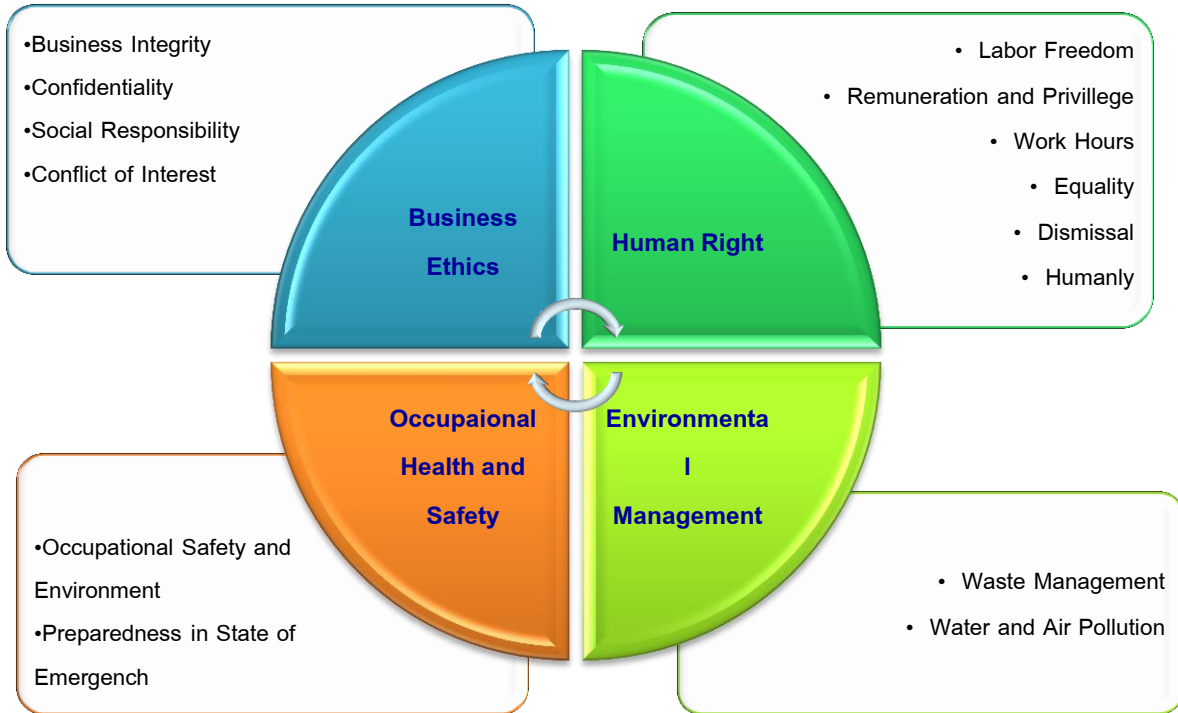 •Business Integrity
•Confidentiality
•Social Responsibility
•Conflict of Interest
• Labor Freedom
• Remuneration and Privillege
• Work Hours
• Equality
• Dismissal
• Humanly
Business
Ethics
Human Right
Occupaional
Health and
Safety
Environmenta
l
Management
•Occupational Safety and
Environment
•Preparedness in State of
Emergench
• Waste Management
• Water and Air Pollution